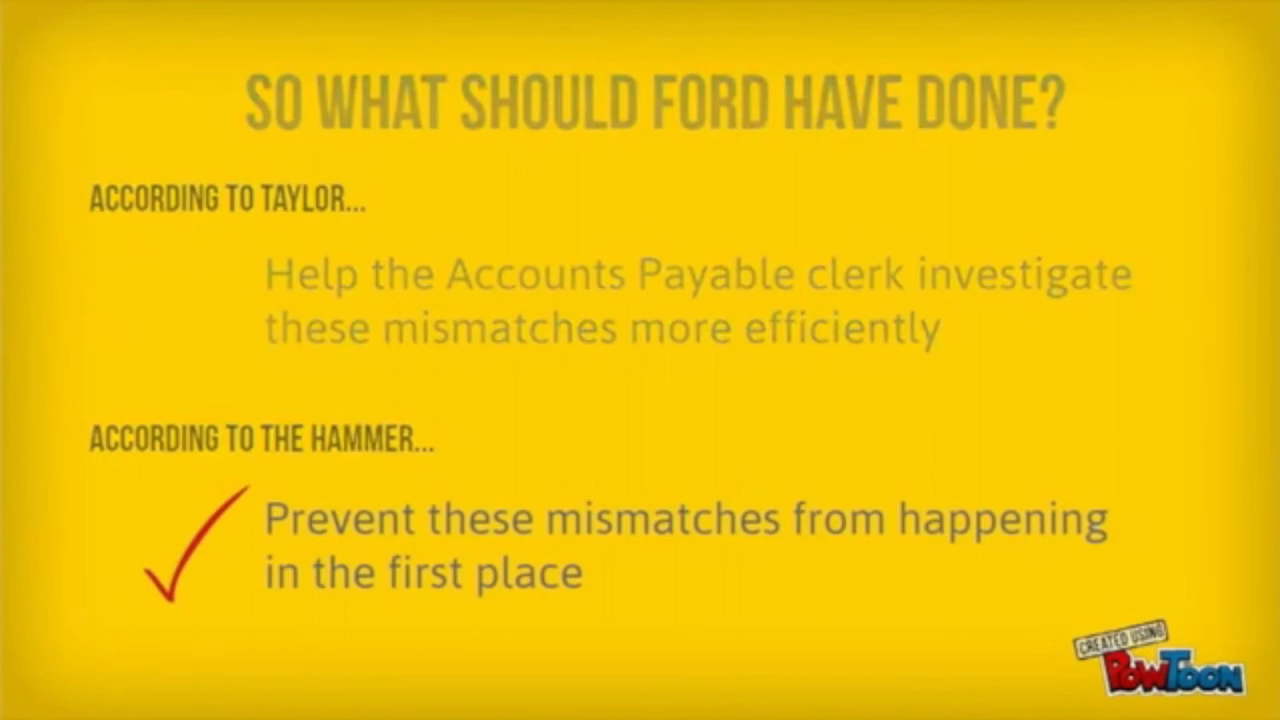 SO WHAT SHOULD FORD HAVE DONE?
ACCORDING TO TAYLOR...
Help the Accounts Payable clerk investigate
these mismatches more efficiently
ACCORDING TO THE HAMMER...
Prevent these mismatches from happening
in the first place
CREATED USING
POWTOON